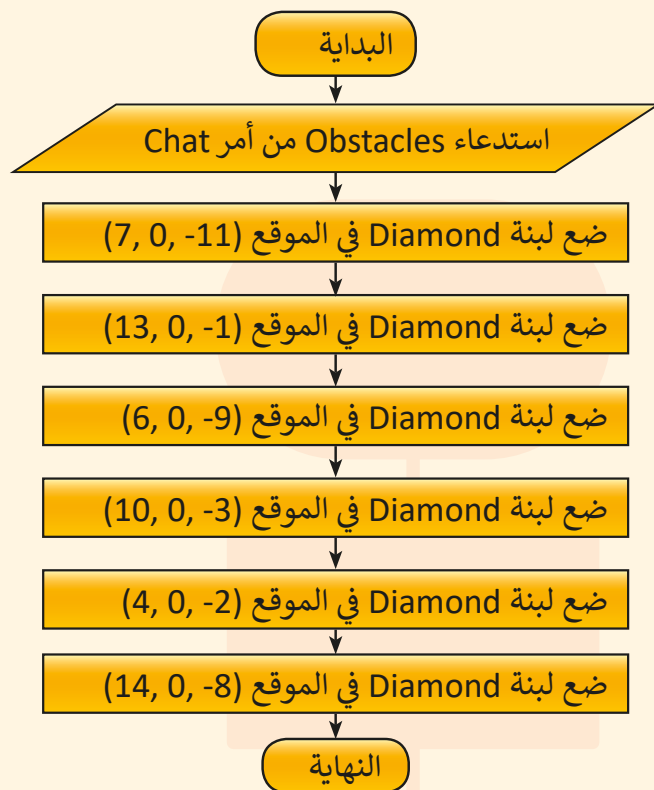 البداية
استدعاء Obstacles من أمر Chat
ضع لبنة Diamond في الموقع (7, 0, -11)
ضع لبنة Diamond في الموقع (13, 0, -1)
ضع لبنة Diamond في الموقع (6, 0, -9)
ضع لبنة Diamond في الموقع (10, 0, -3)
ضع لبنة Diamond في الموقع (4, 0, -2)
ضع لبنة Diamond في الموقع (14, 0, -8)
النهاية